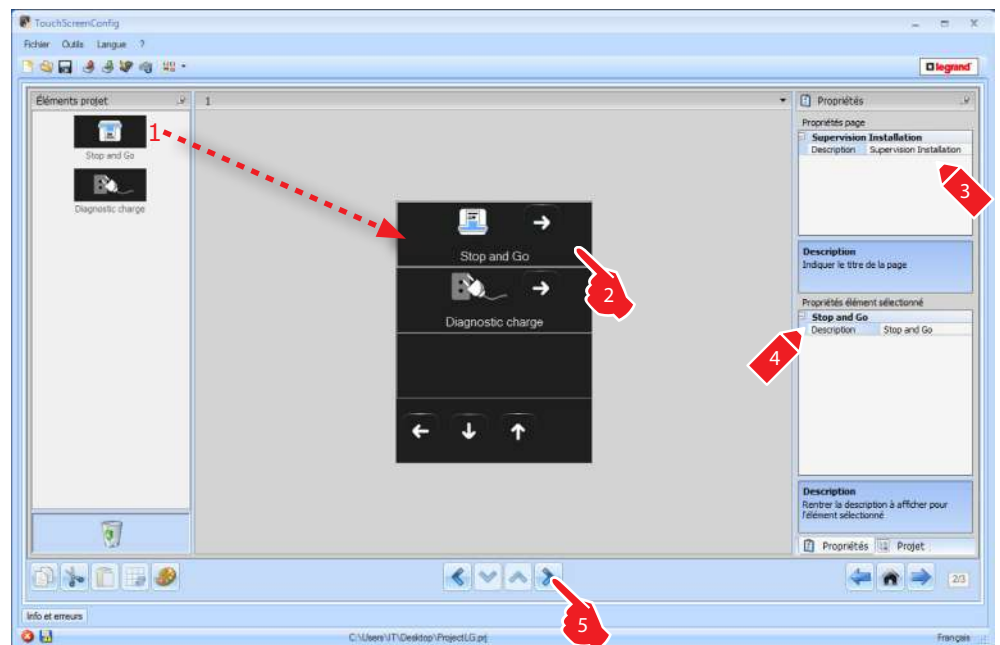 TouchScreenConfig
Fichier Outils Langue ?
legrand
Éléments projet
1
Propriétés
Stop and Go
Diagnostic charge
1
Propriétés page
Supervision Installation
Description Supervision Installation
3
Description
Indiquer le titre de la page
Stop and Go
2
Diagnostic charge
Propriétés élément sélectionné
Stop and Go
Description Stop and Go
4
Description
Rentrer la description à afficher pour
l'élément sélectionné
Propriétés Projet
2/3
5
Info et erreurs
C:\Users\IT\Desktop\ProjectLG.prj
Français